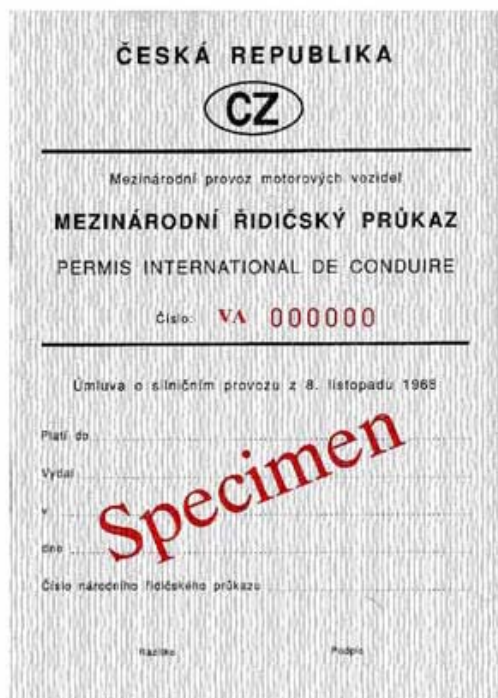 ČESKÁ REPUBLIKA
CZ
Mezinárodní provoz motorových vozidel
MEZINÁRODNÍ ŘIDIČSKÝ PRŮKAZ
PERMIS INTERNATIONAL DE CONDUIRE
Číslo: VA 000000
Úmluva o silničním provozu z 8. listopadu 1968
Platí do
Vydal
v
dne
Specimen
Číslo národního řidičského průkazu
Razítko Podpis